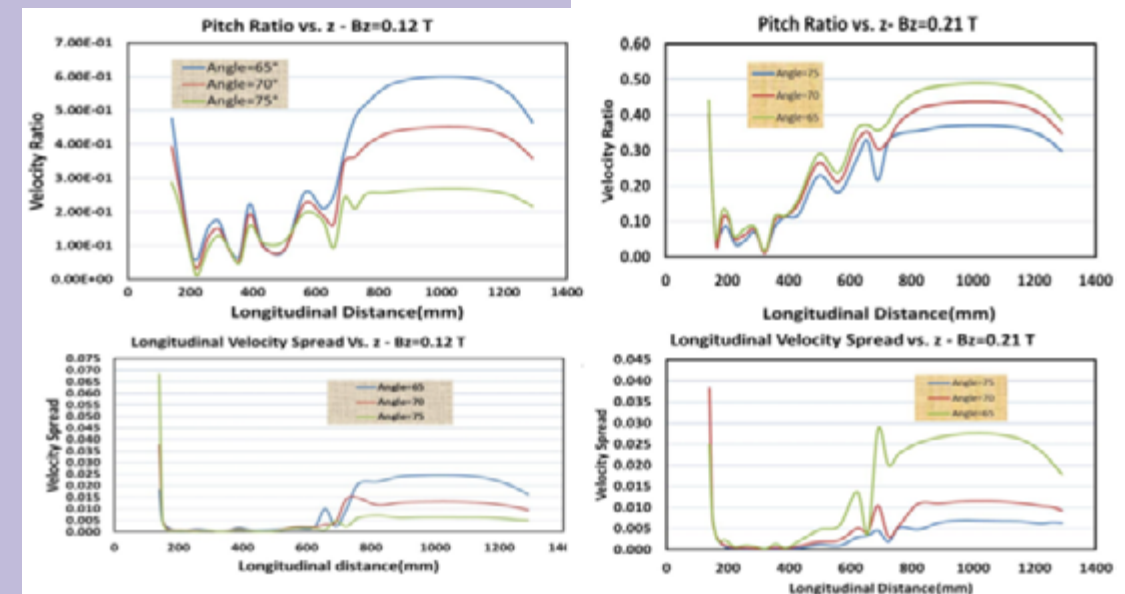 Pitch Ratio vs. z - Bz=0.12 T
7.00E-01
6.00E-01
5.00E-01
4.00E-01
3.00E-01
2.00E-01
1.00E-01
0.00E+00
Velocity Ratio
Angle=65°
Angle=70°
Angle=75°
0 200 400 600 800 1000 1200 1400
Longitudinal Distance(mm)
Pitch Ratio vs. z- Bz=0.21 T
0.60
0.50
0.40
0.30
0.20
0.10
0.00
Velocity Ratio
Angle=75
Angle=70
Angle=65
0 200 400 600 800 1000 1200 1400
Longitudinal Distance(mm)
Longitudinal Velocity Spread Vs. z - Bz=0.12 T
0.075
0.070
0.065
0.060
0.055
0.050
0.045
0.040
0.035
0.030
0.025
0.020
0.015
0.010
0.005
0.000
Velocity Spread
Angle=65
Angle=70
Angle=75
0 200 400 600 800 1000 1200 14
Longitudinal distance(mm)
Longitudinal Velocity Spread vs. z - Bz=0.21 T
0.045
0.040
0.035
0.030
0.025
0.020
0.015
0.010
0.005
0.000
Velocity Spread
Angle=75
Angle=70
Angle=65
0 200 400 600 800 1000 1200 1400
Longitudinal Distance(mm)